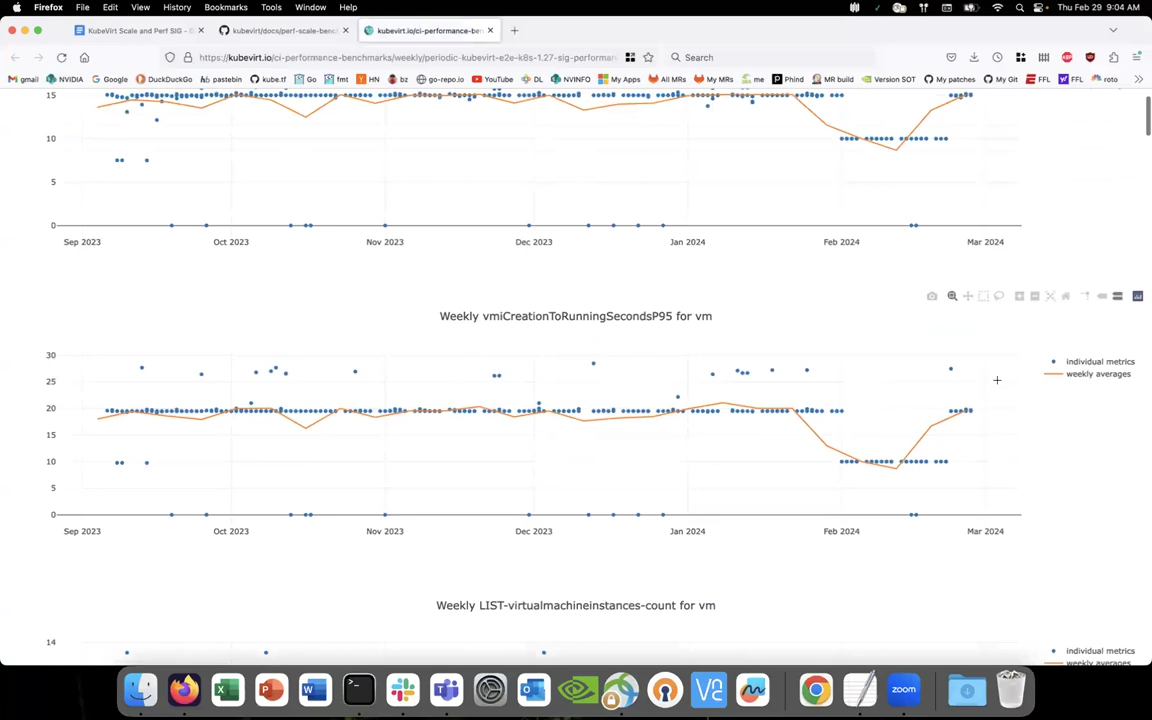 Firefox File Edit View History Bookmarks Tools Window Help Thu Feb 29 9:04 AM
KubeVirt Scale and Perf SIG - kubevirt/docs/perf-scale-benc kubevirt.io/ci-performance-ben
https://kubevirt.io/ci-performance-benchmarks/weekly/periodic-kubevirt-e2e-k8s-1.27-sig-performan Search
gmail NVIDIA Google DuckDuckGo pastebin kube.tf Go fmt HN bz go-repo.io YouTube DL NVINFO My Apps All MRs My MRs me Phind MR build Version SOT My patches My Git FFL FFL roto
15
10
5
0
Sep 2023 Oct 2023 Nov 2023 Dec 2023 Jan 2024 Feb 2024 Mar 2024
Weekly vmiCreationToRunningSecondsP95 for vm
30
25
20
15
10
5
0
individual metrics
weekly averages
Sep 2023 Oct 2023 Nov 2023 Dec 2023 Jan 2024 Feb 2024 Mar 2024
Weekly LIST-virtualmachineinstances-count for vm
14
individual metrics
weekly averages
zoom